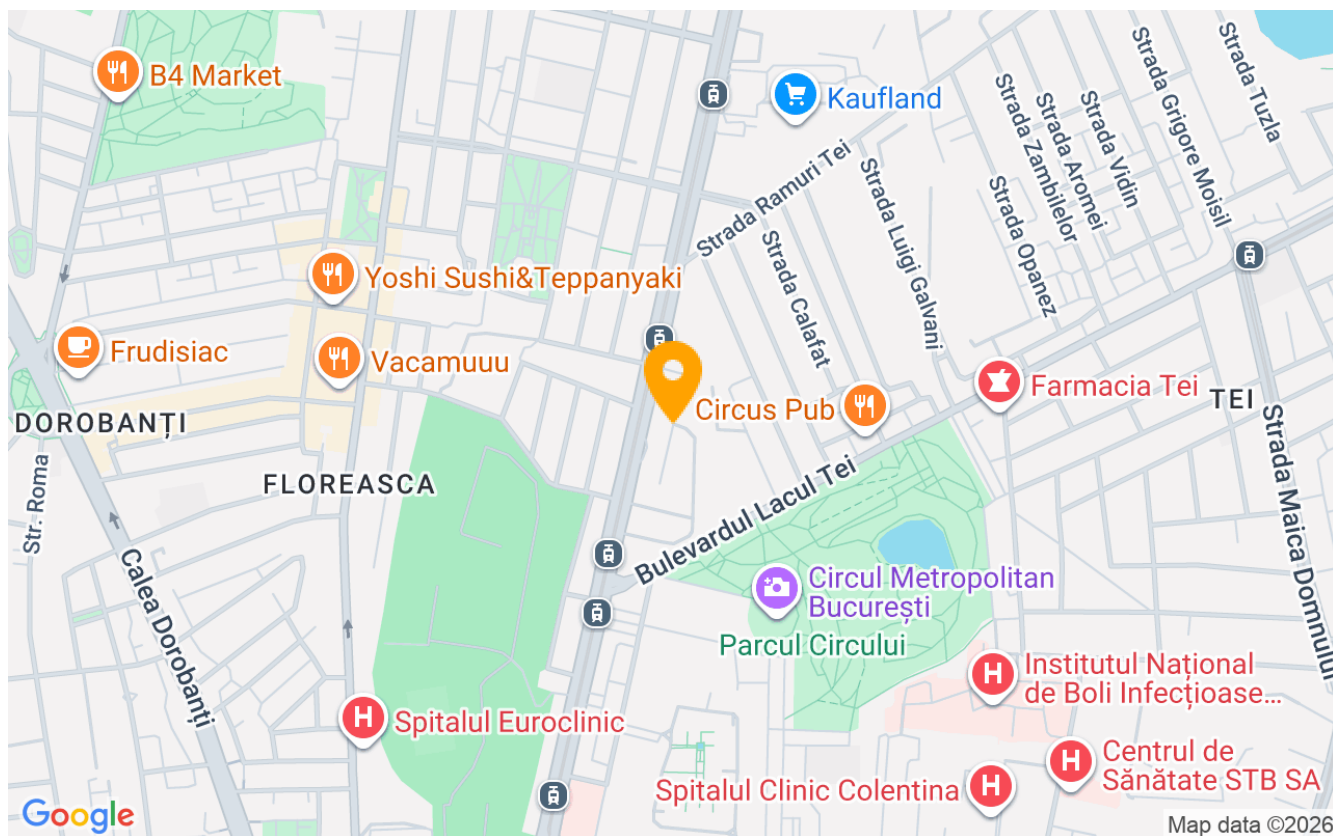 B4 Market
Kaufland
Strada Ramuri Tei
Strada Luigi Galvani
Strada Calafat
Strada Opanez
Strada Zambilelor
Strada Aromei
Strada Vidin
Strada Grigore Moisil
Strada Tuzla
Yoshi Sushi&Teppanyaki
Frudisiac
Vacamuuu
Circus Pub
Farmacia Tei
TEI
DOROBANȚI
FLOREASCA
Str. Roma
Calea Dorobanți
Bulevardul Lacul Tei
Strada Maica Domnului
Circul Metropolitan
București
Parcul Circului
H
Institutul Național
de Boli Infecțioase...
H
Spitalul Euroclinic
H
Centrul de
Sănătate STB SA
Spitalul Clinic Colentina
H
Google
Map data ©2026